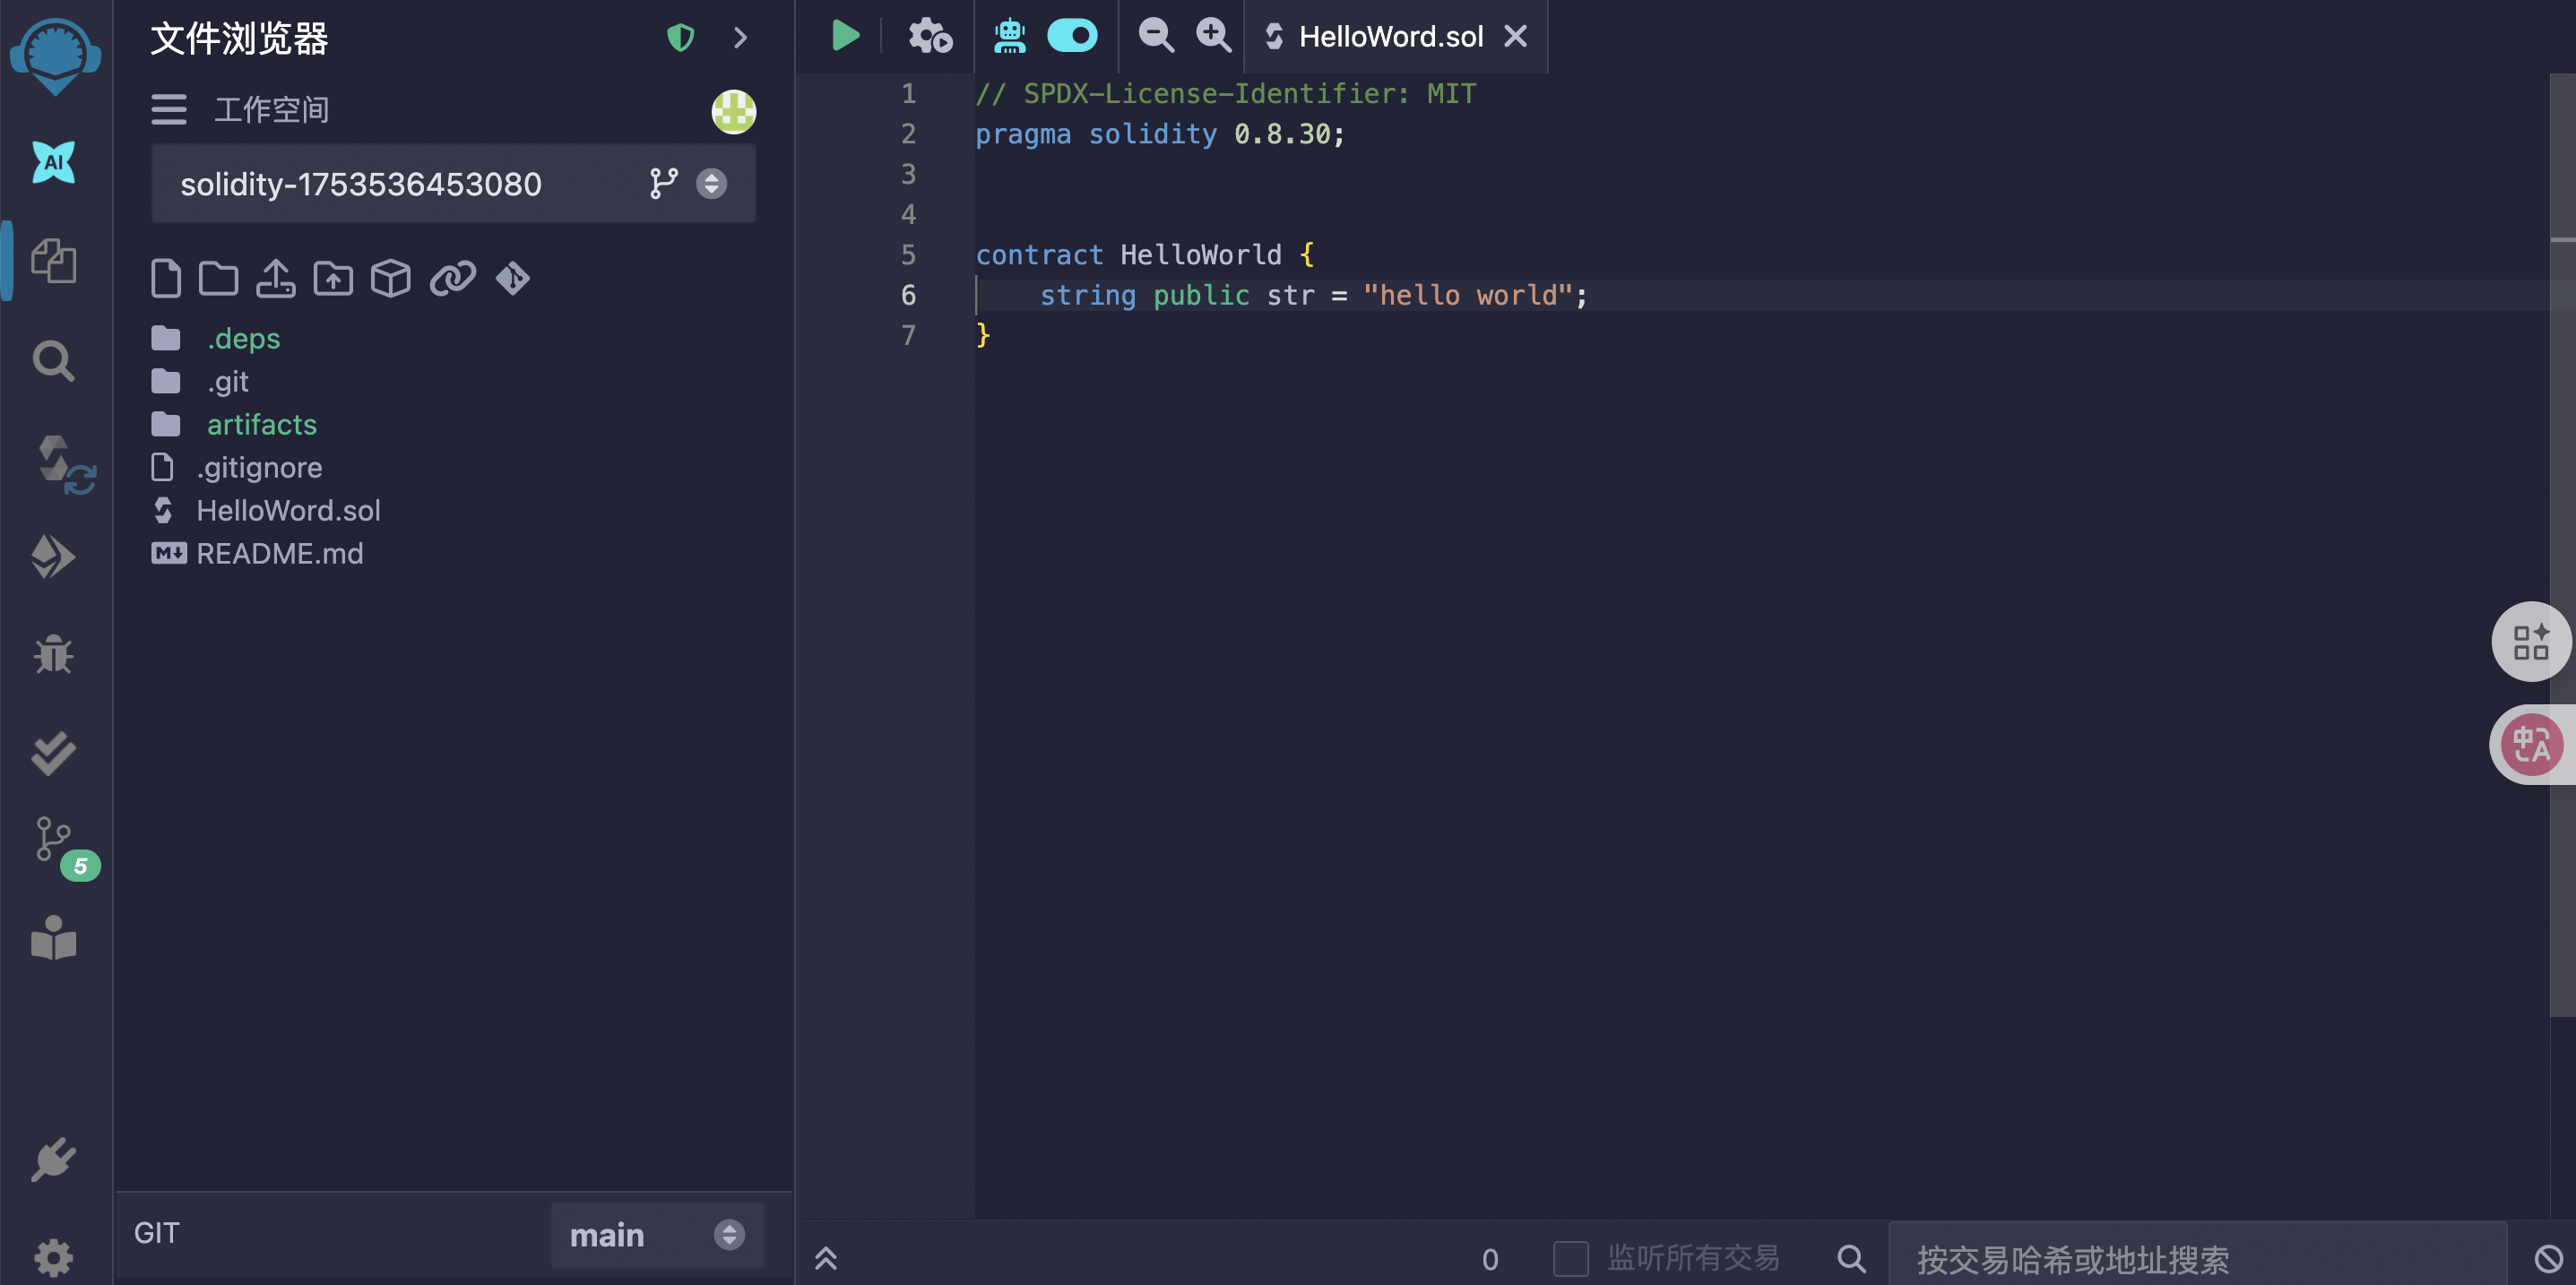 文件浏览器
工作空间
AI
solidity-1753536453080
.deps
.git
artifacts
.gitignore
HelloWord.sol
M
README.md
5
GIT
main
HelloWord.sol
1 // SPDX-License-Identifier: MIT
2 pragma solidity 0.8.30;
3
4
5 contract HelloWorld {
6 string public str = "hello world";
7 }
中A
0
监听所有交易
按交易哈希或地址搜索